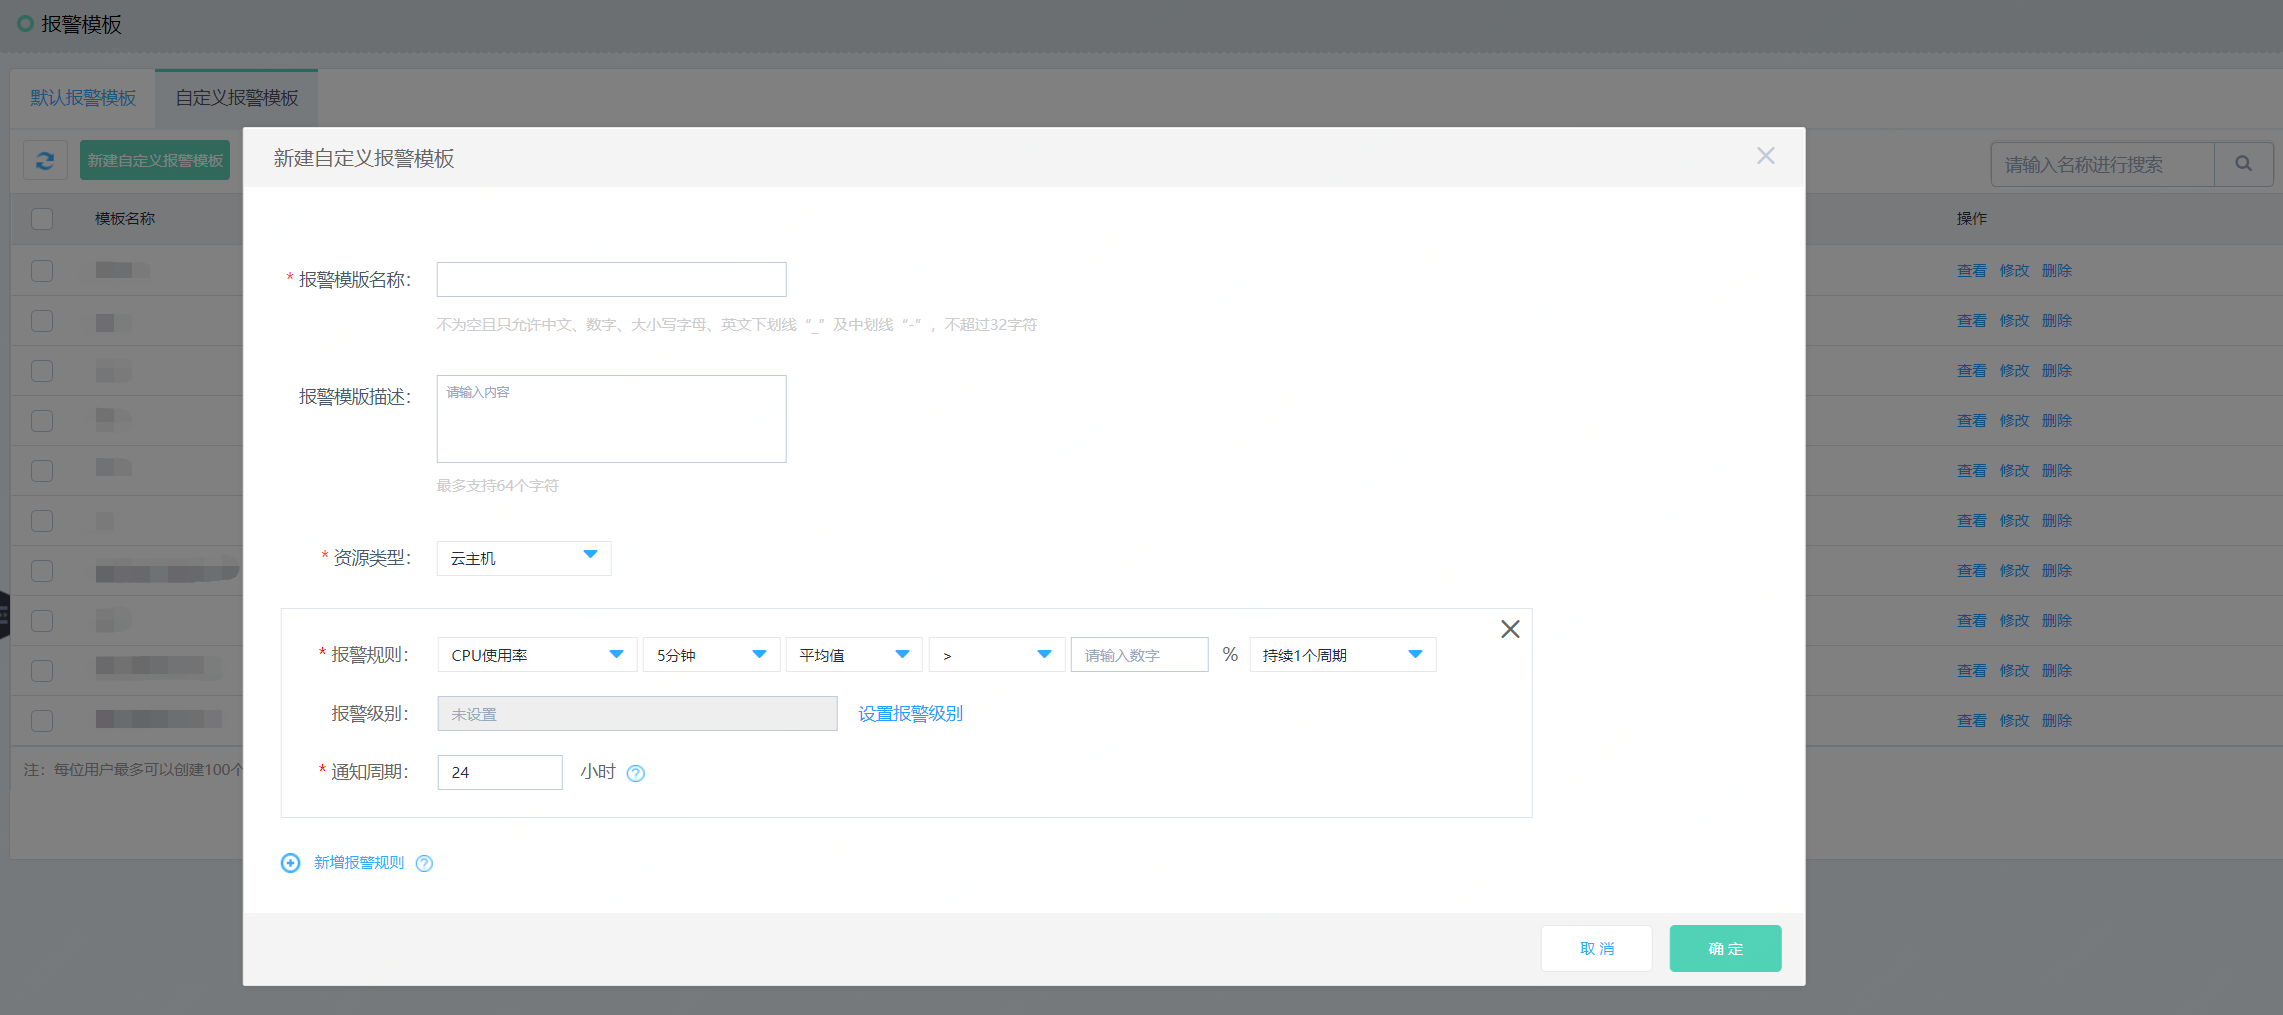 报警模板
默认报警模板 自定义报警模板
新建自定义报警模板 请输入名称进行搜索
模板名称 操作
查看 修改 删除
查看 修改 删除
查看 修改 删除
查看 修改 删除
查看 修改 删除
查看 修改 删除
查看 修改 删除
查看 修改 删除
查看 修改 删除
查看 修改 删除
注：每位用户最多可以创建100个
新建自定义报警模板
* 报警模版名称：
不为空且只允许中文、数字、大小写字母、英文下划线“_”及中划线“-”，不超过32字符
报警模版描述： 请输入内容
最多支持64个字符
* 资源类型： 云主机
* 报警规则： CPU使用率 5分钟 平均值 > 请输入数字 % 持续1个周期
报警级别： 未设置 设置报警级别
* 通知周期： 24 小时 ?
新增报警规则 ?
取 消 确 定